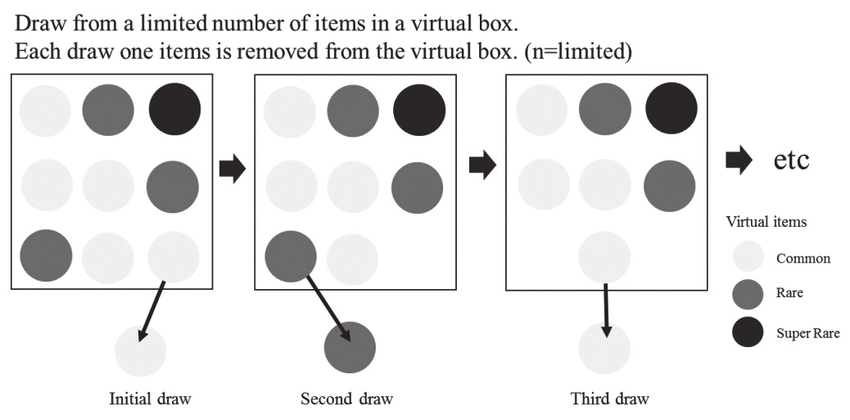 Draw from a limited number of items in a virtual box.
Each draw one items is removed from the virtual box. (n=limited)
etc
Virtual items
Common
Rare
Super Rare
Initial draw
Second draw
Third draw